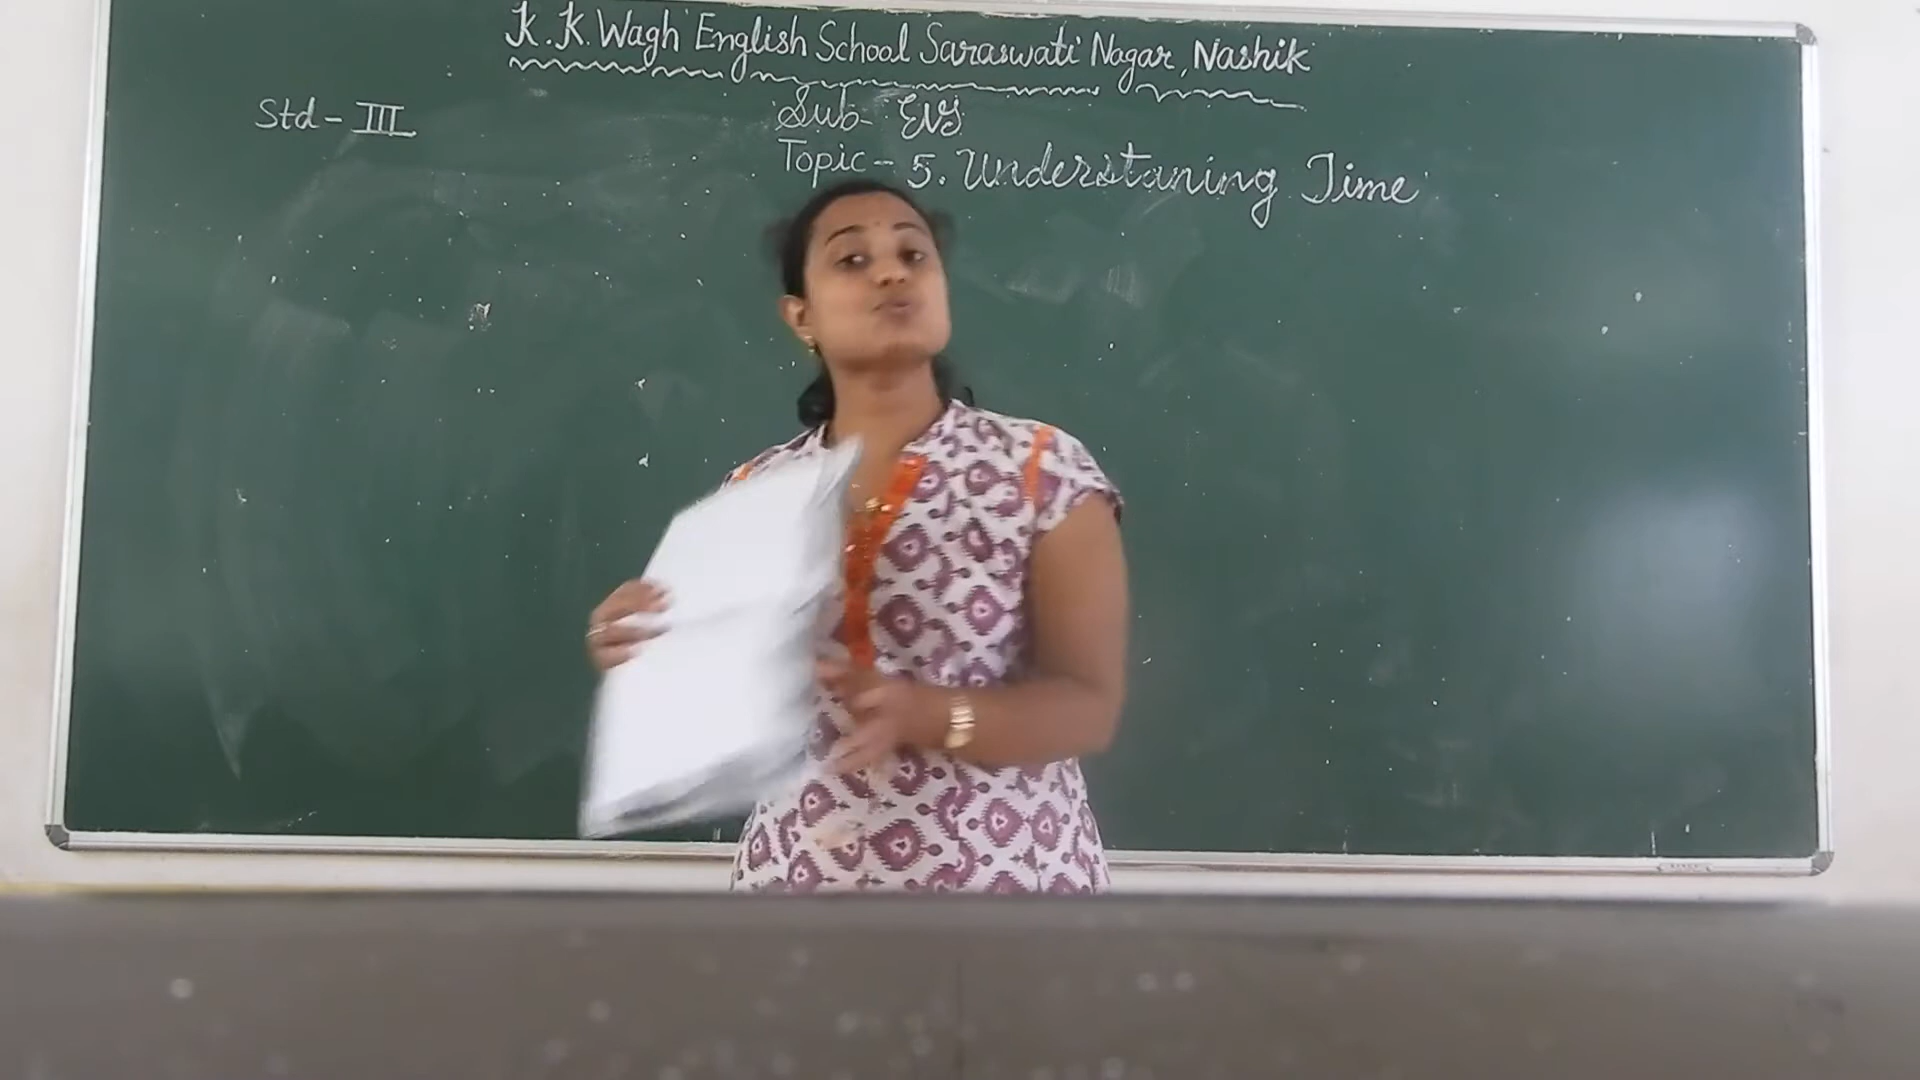 K. K. Wagh English School Saraswati Nagar, Nashik
Std - III
Sub - EVS
Topic - 5. Understaning Time